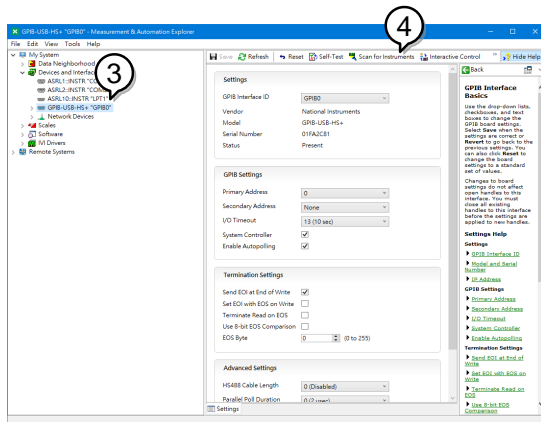 GPIB-USB-HS+ "GPIB0" - Measurement & Automation Explorer
File Edit View Tools Help
4
3
My System
Data Neighborhood
Devices and Interfac
ASRL1::INSTR "CO
ASRL2::INSTR "COM
ASRL10::INSTR "LPT1"
GPIB-USB-HS+ "GPIB0"
Network Devices
Scales
Software
IVI Drivers
Remote Systems
Save Refresh Reset Self-Test Scan for Instruments Interactive Control » Hide Help
Settings
GPIB Interface ID GPIB0
Vendor National Instruments
Model GPIB-USB-HS+
Serial Number 01FA2C81
Status Present
GPIB Settings
Primary Address 0
Secondary Address None
I/O Timeout 13 (10 sec)
System Controller
Enable Autopolling
Termination Settings
Send EOI at End of Write
Set EOI with EOS on Write
Terminate Read on EOS
Use 8-bit EOS Comparison
EOS Byte 0 (0 to 255)
Advanced Settings
HS488 Cable Length 0 (Disabled)
Parallel Poll Duration 0 (2 usec)
Settings
Back
GPIB Interface
Basics
Use the drop-down lists,
checkboxes, and text
boxes to change the
GPIB board settings.
Select Save when the
settings are correct or
Revert to go back to the
previous settings. You
can also click Reset to
change the board
settings to a standard
set of values.
Changes to board
settings do not affect
open handles to this
interface. You must
close all existing
handles to this interface
before the settings are
applied to new handles.
Settings Help
Settings
GPIB Interface ID
Model and Serial
Number
IP Address
GPIB Settings
Primary Address
Secondary Address
I/O Timeout
System Controller
Enable Autopolling
Termination Settings
Send EOI at End of
Write
Set EOI with EOS on
Write
Terminate Read on
EOS
Use 8-bit EOS
Comparison